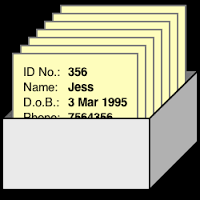 ID No.: 356
Name: Jess
D.o.B.: 3 Mar 1995
Phone: 7564356